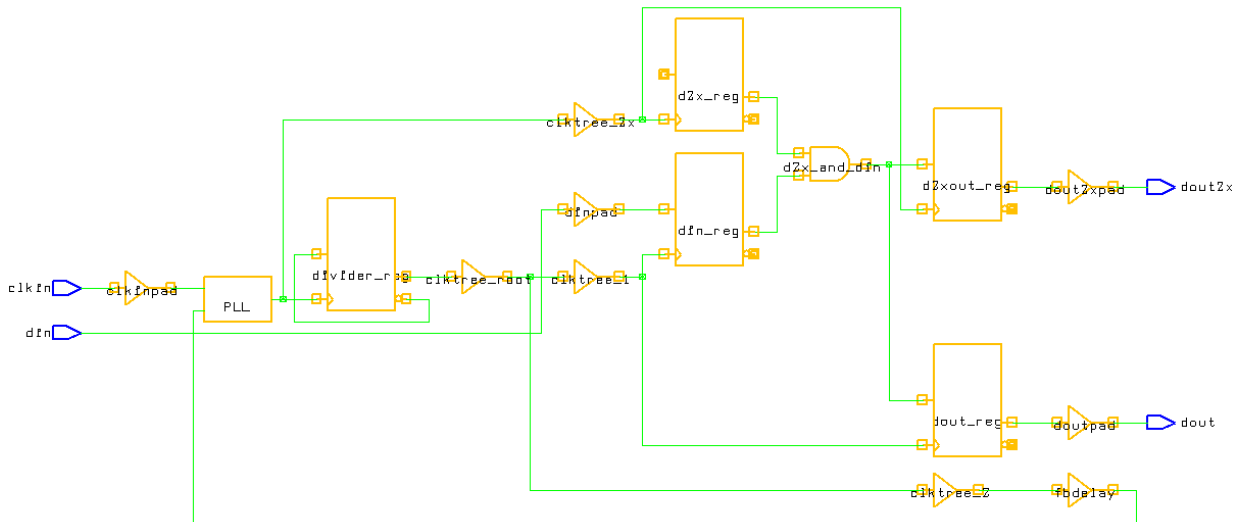 d2x_reg
clktree_2x
d2x_and_din
d2xout_reg
dout2xpad
dout2x
dinpad
din_reg
divider_reg
clktree_root
clktree_1
clkin
clkinpad
PLL
din
dout_reg
doutpad
dout
clktree_2
fbdelay